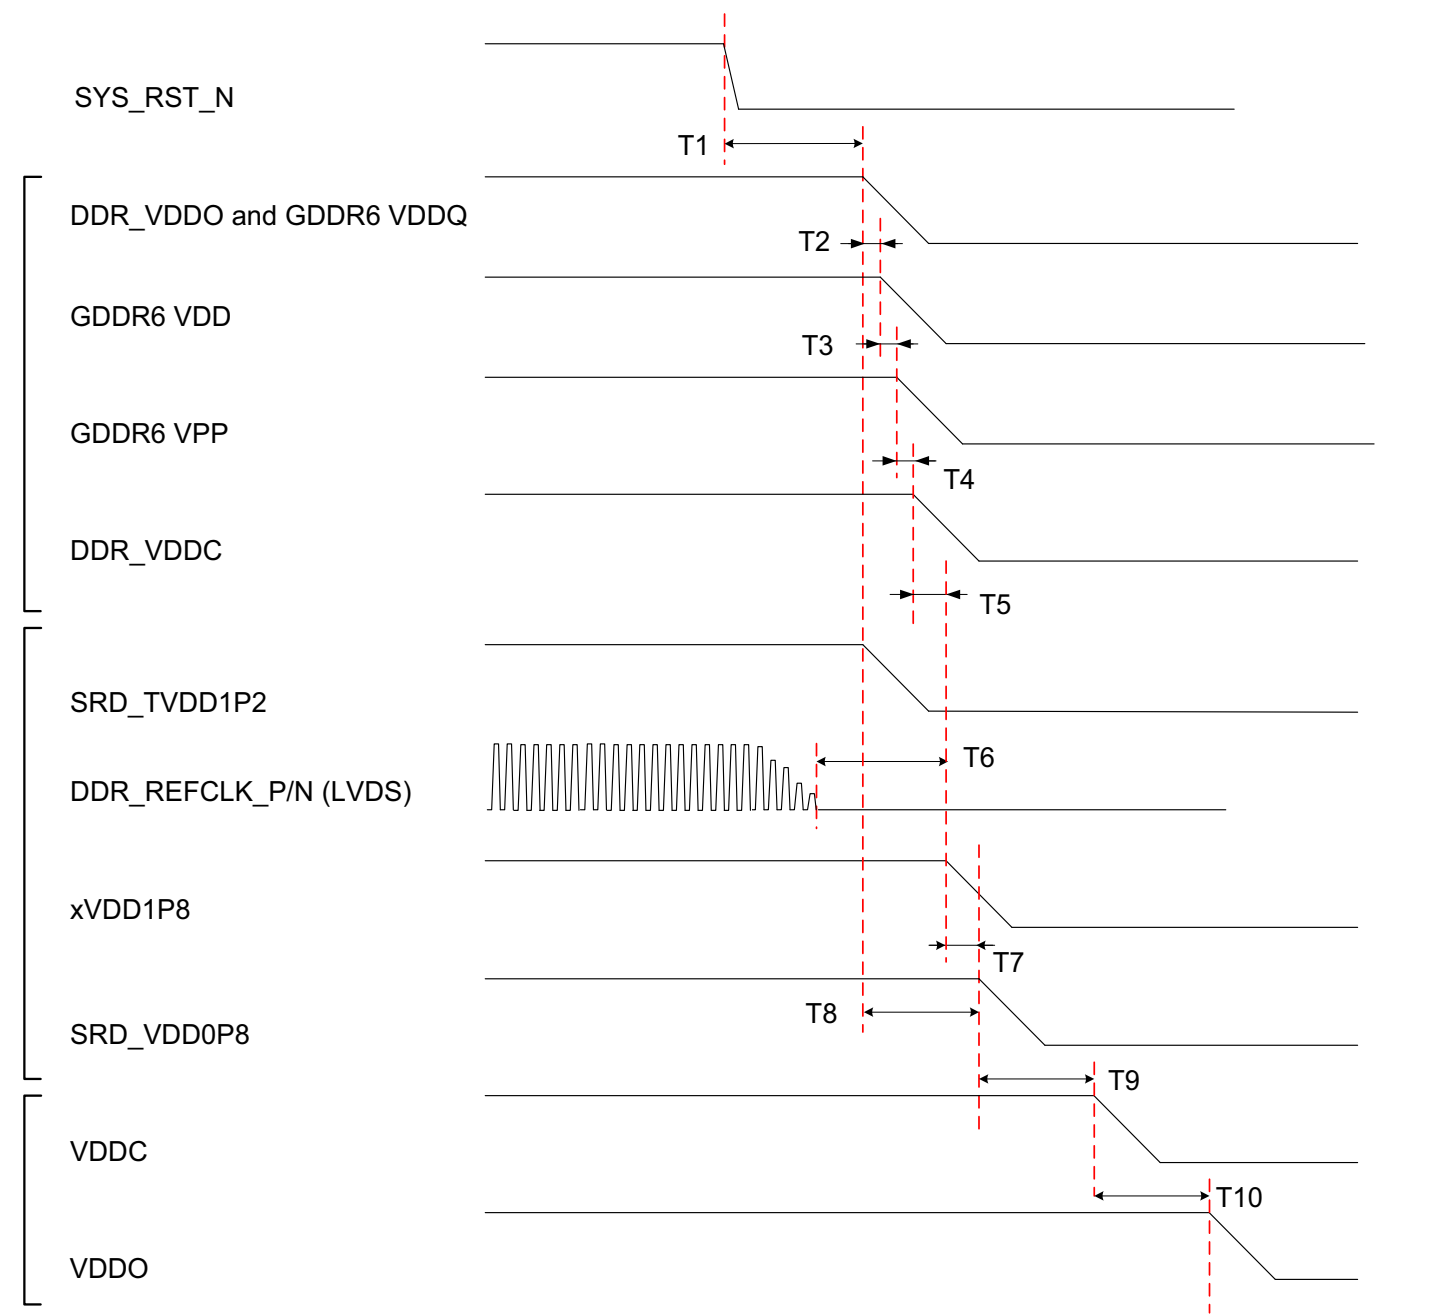 SYS_RST_N
T1
DDR_VDDO and GDDR6 VDDQ
T2
GDDR6 VDD
T3
GDDR6 VPP
T4
DDR_VDDC
T5
SRD_TVDD1P2
T6
DDR_REFCLK_P/N (LVDS)
xVDD1P8
T7
T8
SRD_VDD0P8
T9
VDDC
T10
VDDO